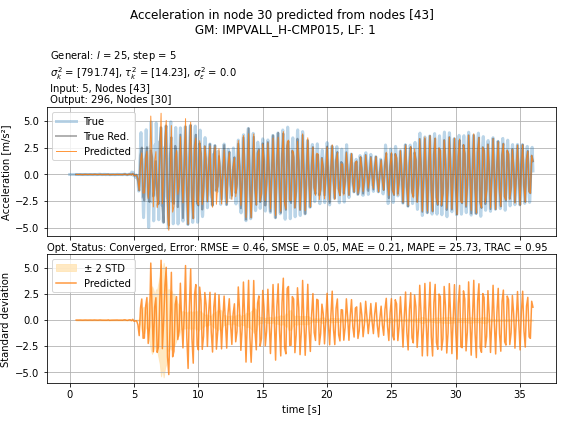 Acceleration in node 30 predicted from nodes [43]
GM: IMPVALL_H-CMP015, LF: 1
General: l = 25, step = 5
σ²ₖ = [791.74], τ²ₖ = [14.23], σ²ε = 0.0
Input: 5, Nodes [43]
Output: 296, Nodes [30]
Acceleration [m/s²]
5.0
2.5
0.0
−2.5
−5.0
True
True Red.
Predicted
Opt. Status: Converged, Error: RMSE = 0.46, SMSE = 0.05, MAE = 0.21, MAPE = 25.73, TRAC = 0.95
Standard deviation
5.0
2.5
0.0
−2.5
−5.0
± 2 STD
Predicted
0 5 10 15 20 25 30 35
time [s]